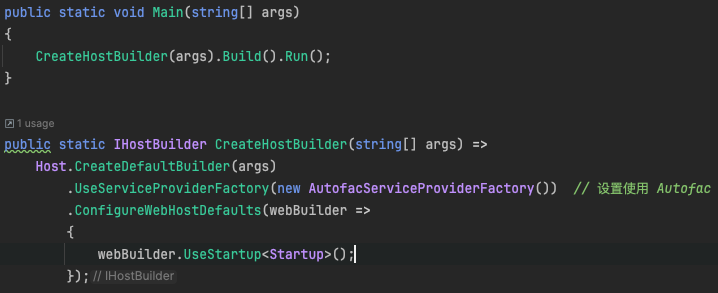 public static void Main(string[] args)
{
CreateHostBuilder(args).Build().Run();
}
1 usage
public static IHostBuilder CreateHostBuilder(string[] args) =>
Host.CreateDefaultBuilder(args)
.UseServiceProviderFactory(new AutofacServiceProviderFactory()) // 设置使用 Autofac
.ConfigureWebHostDefaults(webBuilder =>
{
webBuilder.UseStartup<Startup>();
}); // IHostBuilder